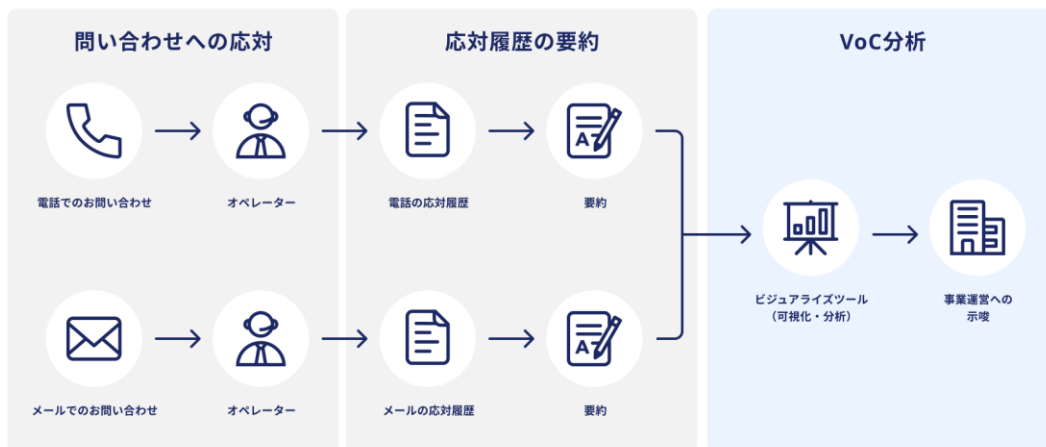 問い合わせへの応対
応対履歴の要約
VoC分析
電話でのお問い合わせ
オペレーター
電話の応対履歴
A
要約
ビジュアライズツール
（可視化・分析）
事業運営への
示唆
メールでのお問い合わせ
オペレーター
メールの応対履歴
A
要約